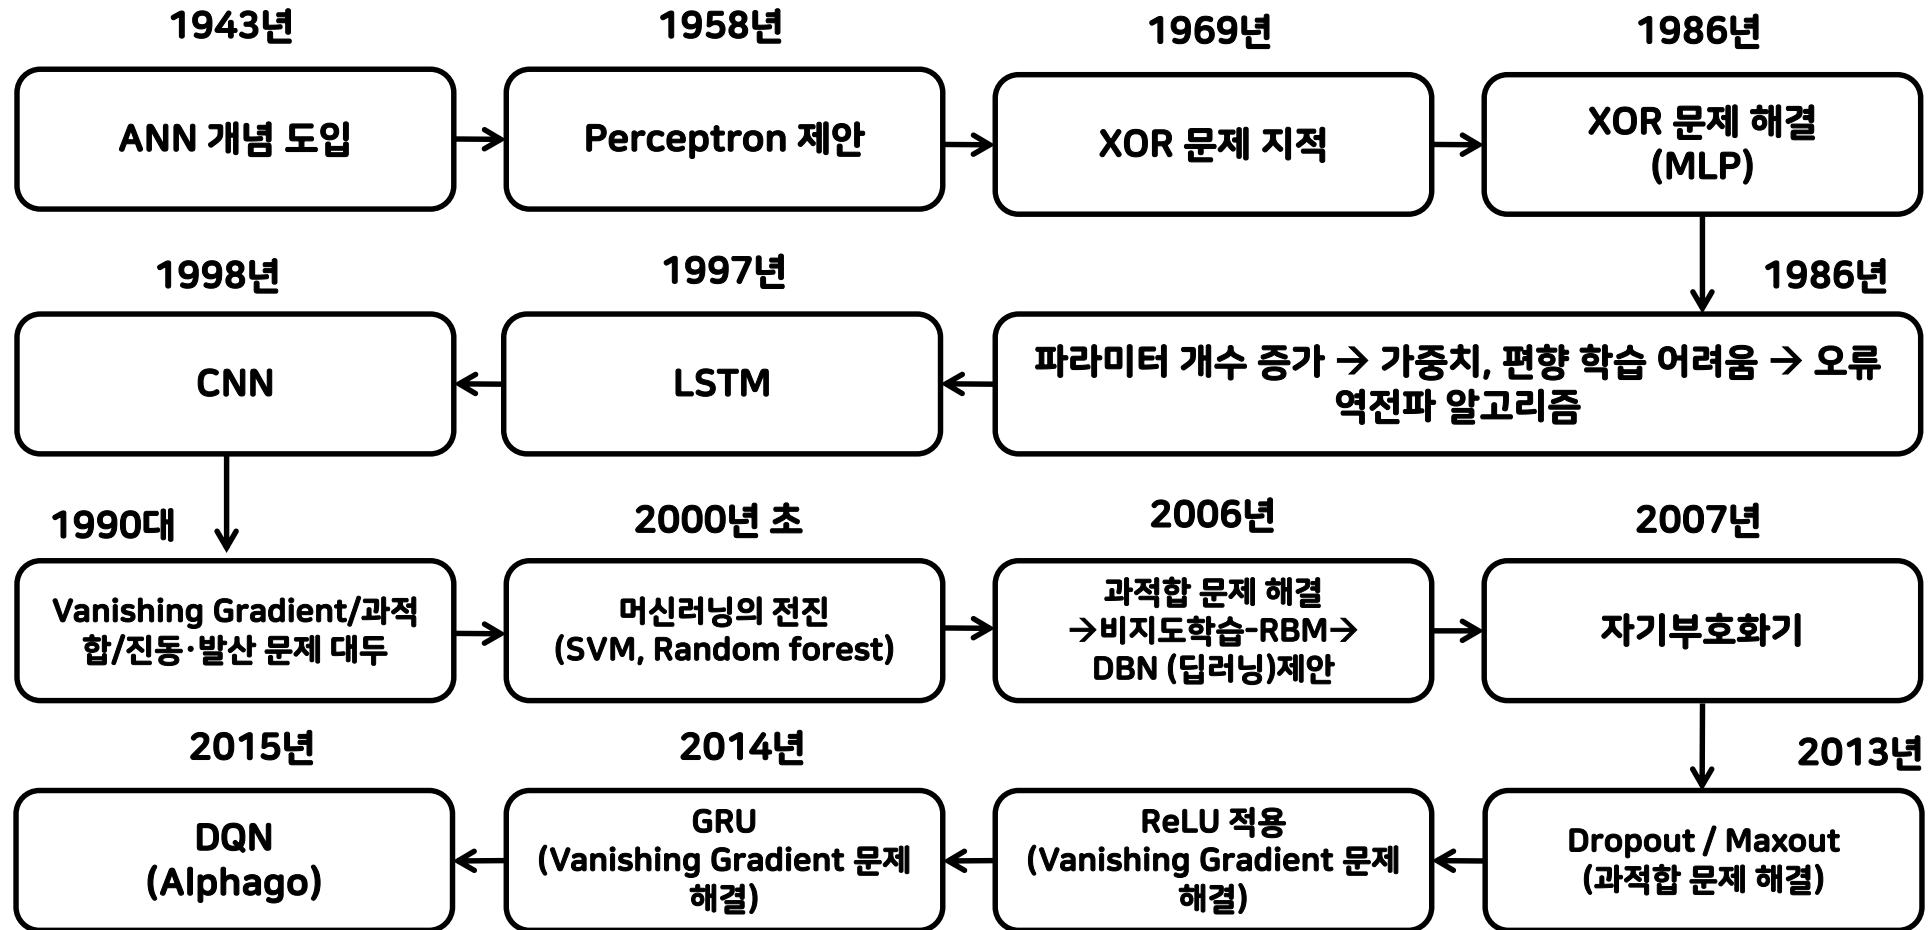 1943년
ANN 개념 도입
1958년
Perceptron 제안
1969년
XOR 문제 지적
1986년
XOR 문제 해결
(MLP)
1986년
파라미터 개수 증가 → 가중치, 편향 학습 어려움 → 오류
역전파 알고리즘
1997년
LSTM
1998년
CNN
1990대
Vanishing Gradient/과적
합/진동·발산 문제 대두
2000년 초
머신러닝의 전진
(SVM, Random forest)
2006년
과적합 문제 해결
→비지도학습-RBM→
DBN (딥러닝)제안
2007년
자기부호화기
2013년
Dropout / Maxout
(과적합 문제 해결)
ReLU 적용
(Vanishing Gradient 문제
해결)
2014년
GRU
(Vanishing Gradient 문제
해결)
2015년
DQN
(Alphago)